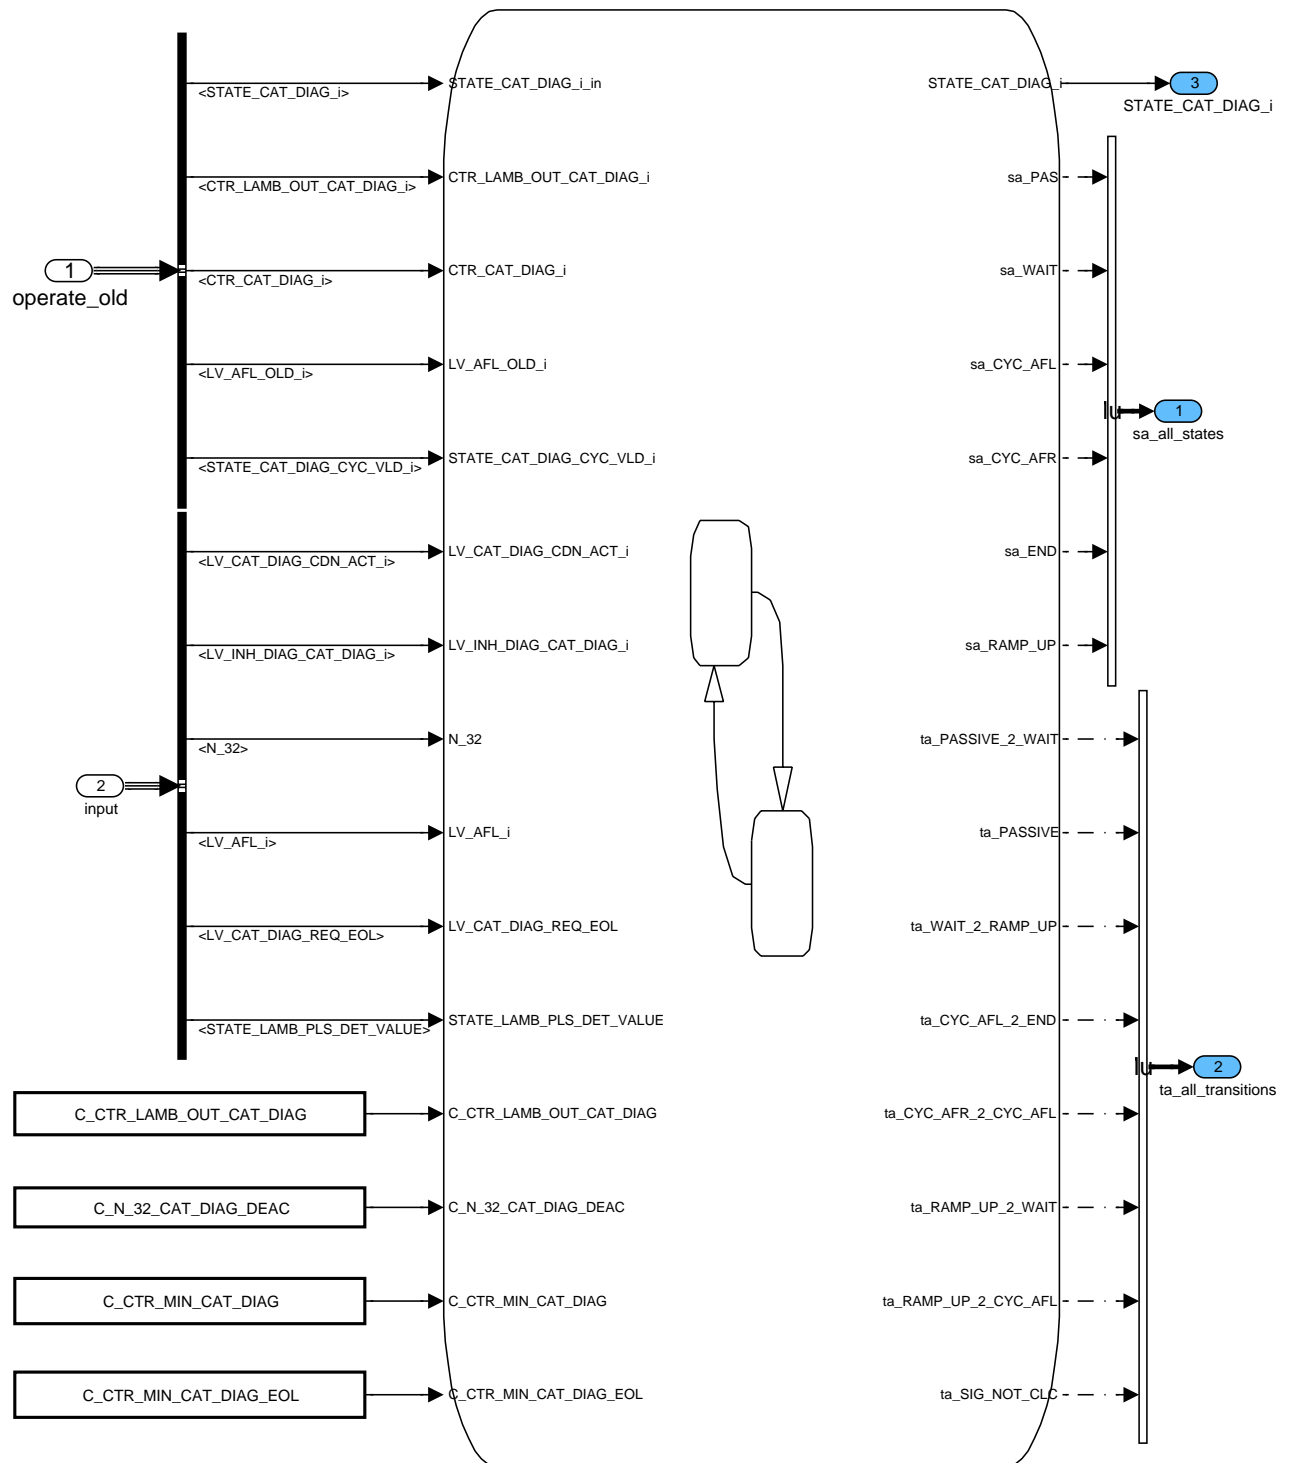 STATE_CAT_DIAG_i_in
STATE_CAT_DIAG_i
3
<STATE_CAT_DIAG_i>
STATE_CAT_DIAG_i
CTR_LAMB_OUT_CAT_DIAG_i
sa_PAS
<CTR_LAMB_OUT_CAT_DIAG_i>
1
CTR_CAT_DIAG_i
sa_WAIT
<CTR_CAT_DIAG_i>
operate_old
LV_AFL_OLD_i
sa_CYC_AFL
<LV_AFL_OLD_i>
1
sa_all_states
STATE_CAT_DIAG_CYC_VLD_i
sa_CYC_AFR
<STATE_CAT_DIAG_CYC_VLD_i>
LV_CAT_DIAG_CDN_ACT_i
sa_END
<LV_CAT_DIAG_CDN_ACT_i>
LV_INH_DIAG_CAT_DIAG_i
sa_RAMP_UP
<LV_INH_DIAG_CAT_DIAG_i>
N_32
ta_PASSIVE_2_WAIT
<N_32>
2
input
LV_AFL_i
ta_PASSIVE
<LV_AFL_i>
LV_CAT_DIAG_REQ_EOL
ta_WAIT_2_RAMP_UP
<LV_CAT_DIAG_REQ_EOL>
STATE_LAMB_PLS_DET_VALUE
ta_CYC_AFL_2_END
<STATE_LAMB_PLS_DET_VALUE>
2
ta_all_transitions
C_CTR_LAMB_OUT_CAT_DIAG
C_CTR_LAMB_OUT_CAT_DIAG
ta_CYC_AFR_2_CYC_AFL
C_N_32_CAT_DIAG_DEAC
C_N_32_CAT_DIAG_DEAC
ta_RAMP_UP_2_WAIT
C_CTR_MIN_CAT_DIAG
C_CTR_MIN_CAT_DIAG
ta_RAMP_UP_2_CYC_AFL
C_CTR_MIN_CAT_DIAG_EOL
C_CTR_MIN_CAT_DIAG_EOL
ta_SIG_NOT_CLC